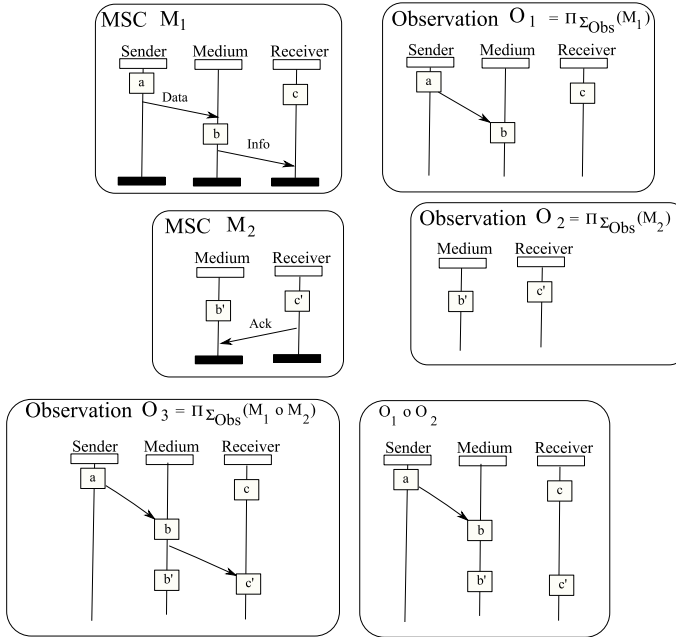 MSC M1
Sender Medium Receiver
a
c
Data
b
Info
Observation O1 = ΠΣObs(M1)
Sender Medium Receiver
a
c
b
MSC M2
Medium Receiver
b' c'
Ack
Observation O2 = ΠΣObs(M2)
Medium Receiver
b' c'
Observation O3 = ΠΣObs(M1 o M2)
Sender Medium Receiver
a
c
b
b' c'
O1 o O2
Sender Medium Receiver
a
c
b
b' c'